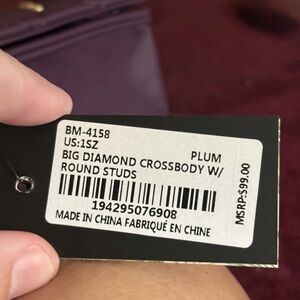 BM-4158
US:1SZ PLUM
BIG DIAMOND CROSSBODY W/
ROUND STUDS
194295076908
MADE IN CHINA FABRIQUÉ EN CHINE
MSRP:$99.00